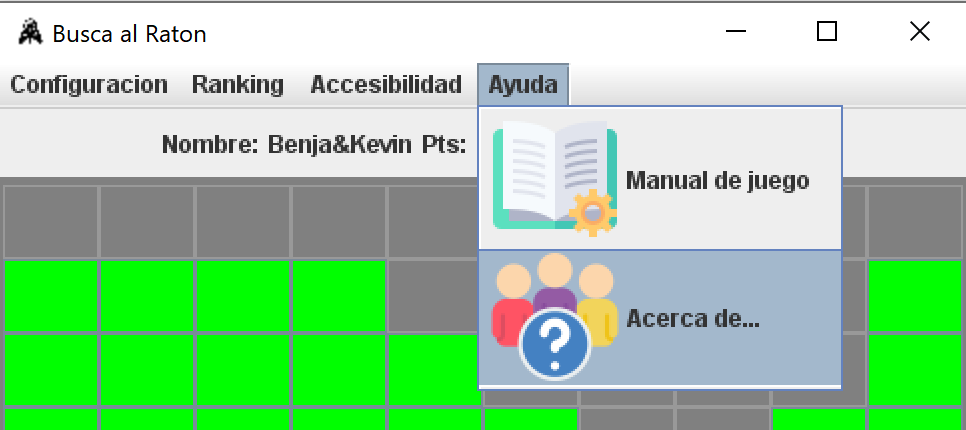 Busca al Raton
Configuracion Ranking Accesibilidad Ayuda
Nombre: Benja&Kevin Pts:
Manual de juego
?
Acerca de...